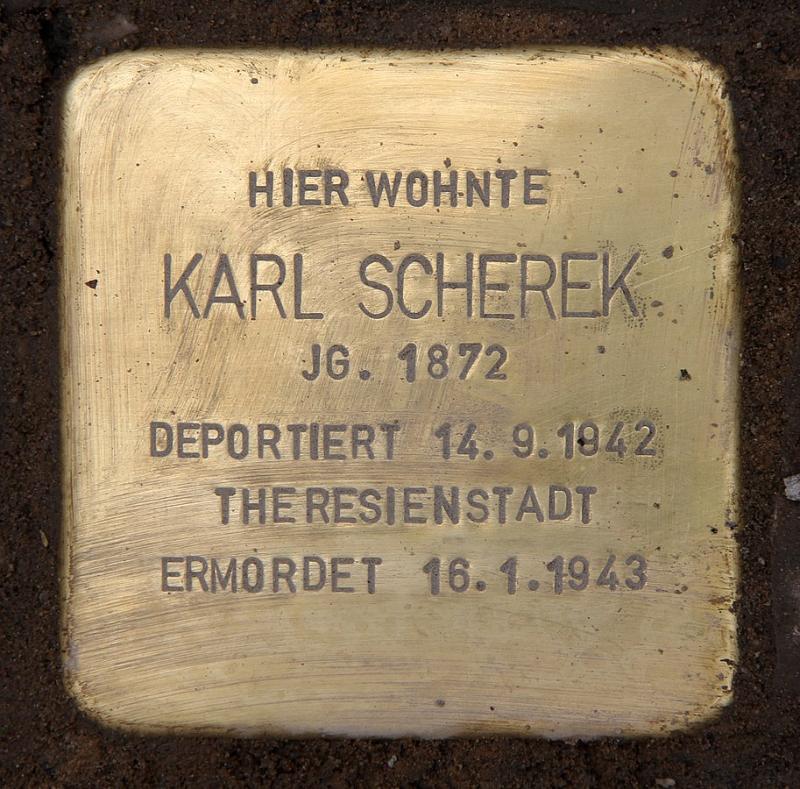 HIER WOHNTE
KARL SCHEREK
JG. 1872
DEPORTIERT 14.9.1942
THERESIENSTADT
ERMORDET 16.1.1943